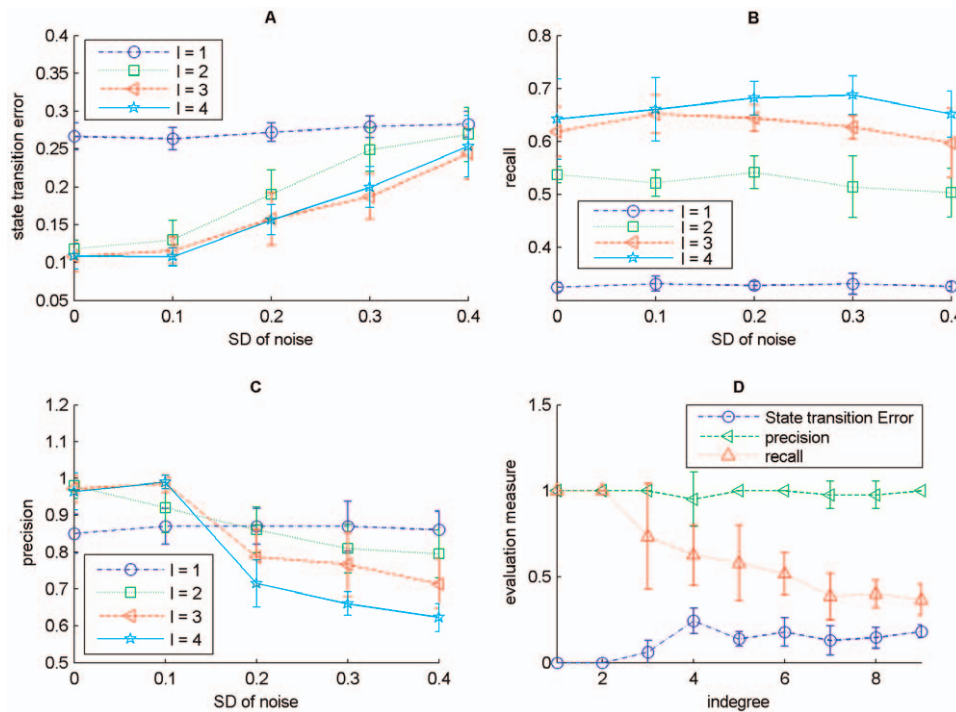 A
state transition error
0.4
0.35
0.3
0.25
0.2
0.15
0.1
0.05
l = 1
l = 2
l = 3
l = 4
0
0.1
0.2
0.3
0.4
SD of noise
B
recall
0.8
0.7
0.6
0.5
0.4
l = 1
l = 2
l = 3
l = 4
0
0.1
0.2
0.3
0.4
SD of noise
C
precision
1.2
1.1
1
0.9
0.8
0.7
0.6
0.5
l = 1
l = 2
l = 3
l = 4
0
0.1
0.2
0.3
0.4
SD of noise
D
evaluation measure
1.5
1
0.5
0
State transition Error
precision
recall
2
4
6
8
indegree